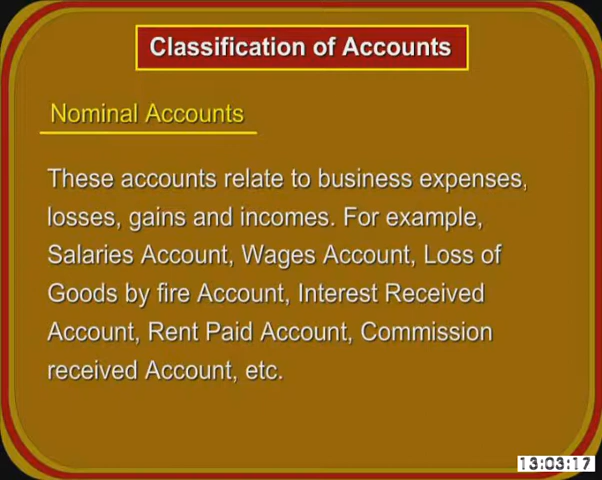 Classification of Accounts
Nominal Accounts
These accounts relate to business expenses,
losses, gains and incomes. For example,
Salaries Account, Wages Account, Loss of
Goods by fire Account, Interest Received
Account, Rent Paid Account, Commission
received Account, etc.
13:03:17